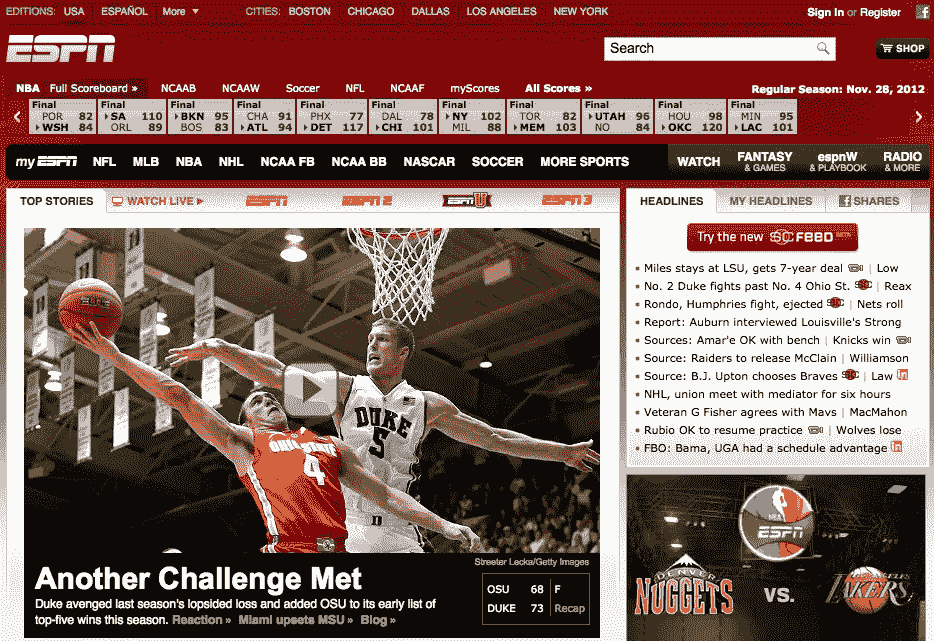 EDITIONS: USA ESPAÑOL More CITIES: BOSTON CHICAGO DALLAS LOS ANGELES NEW YORK Sign In or Register
ESPN Search SHOP
NBA Full Scoreboard » NCAAB NCAAW Soccer NFL NCAAF myScores All Scores » Regular Season: Nov. 28, 2012
Final Final Final Final Final Final Final Final Final Final Final
POR 82 SA 110 BKN 95 CHA 91 PHX 77 DAL 78 NY 102 TOR 82 UTAH 96 HOU 98 MIN 95
WSH 84 ORL 89 BOS 83 ATL 94 DET 117 CHI 101 MIL 88 MEM 103 NO 84 OKC 120 LAC 101
my ESPN NFL MLB NBA NHL NCAA FB NCAA BB NASCAR SOCCER MORE SPORTS WATCH FANTASY & GAMES espnW & PLAYBOOK RADIO & MORE
TOP STORIES WATCH LIVE ESPN ESPN 2 ESPN U ESPN 3
HEADLINES MY HEADLINES SHARES
Try the new SC FEED BETA
Miles stays at LSU, gets 7-year deal | Low
No. 2 Duke fights past No. 4 Ohio St. SC | Reax
Rondo, Humphries fight, ejected SC | Nets roll
Report: Auburn interviewed Louisville's Strong
Sources: Amar'e OK with bench | Knicks win
Source: Raiders to release McClain | Williamson
Source: B.J. Upton chooses Braves SC | Law in
NHL, union meet with mediator for six hours
Veteran G Fisher agrees with Mavs | MacMahon
Rubio OK to resume practice | Wolves lose
FBO: Bama, UGA had a schedule advantage in
OHIO STATE
4
DUKE
5
Streeter Lecka/Getty Images
Another Challenge Met
Duke avenged last season's lopsided loss and added OSU to its early list of
top-five wins this season. Reaction » Miami upsets MSU » Blog »
OSU 68 F
DUKE 73 Recap
NBA
ESPN
DENVER
NUGGETS
VS.
LOS ANGELES
LAKERS